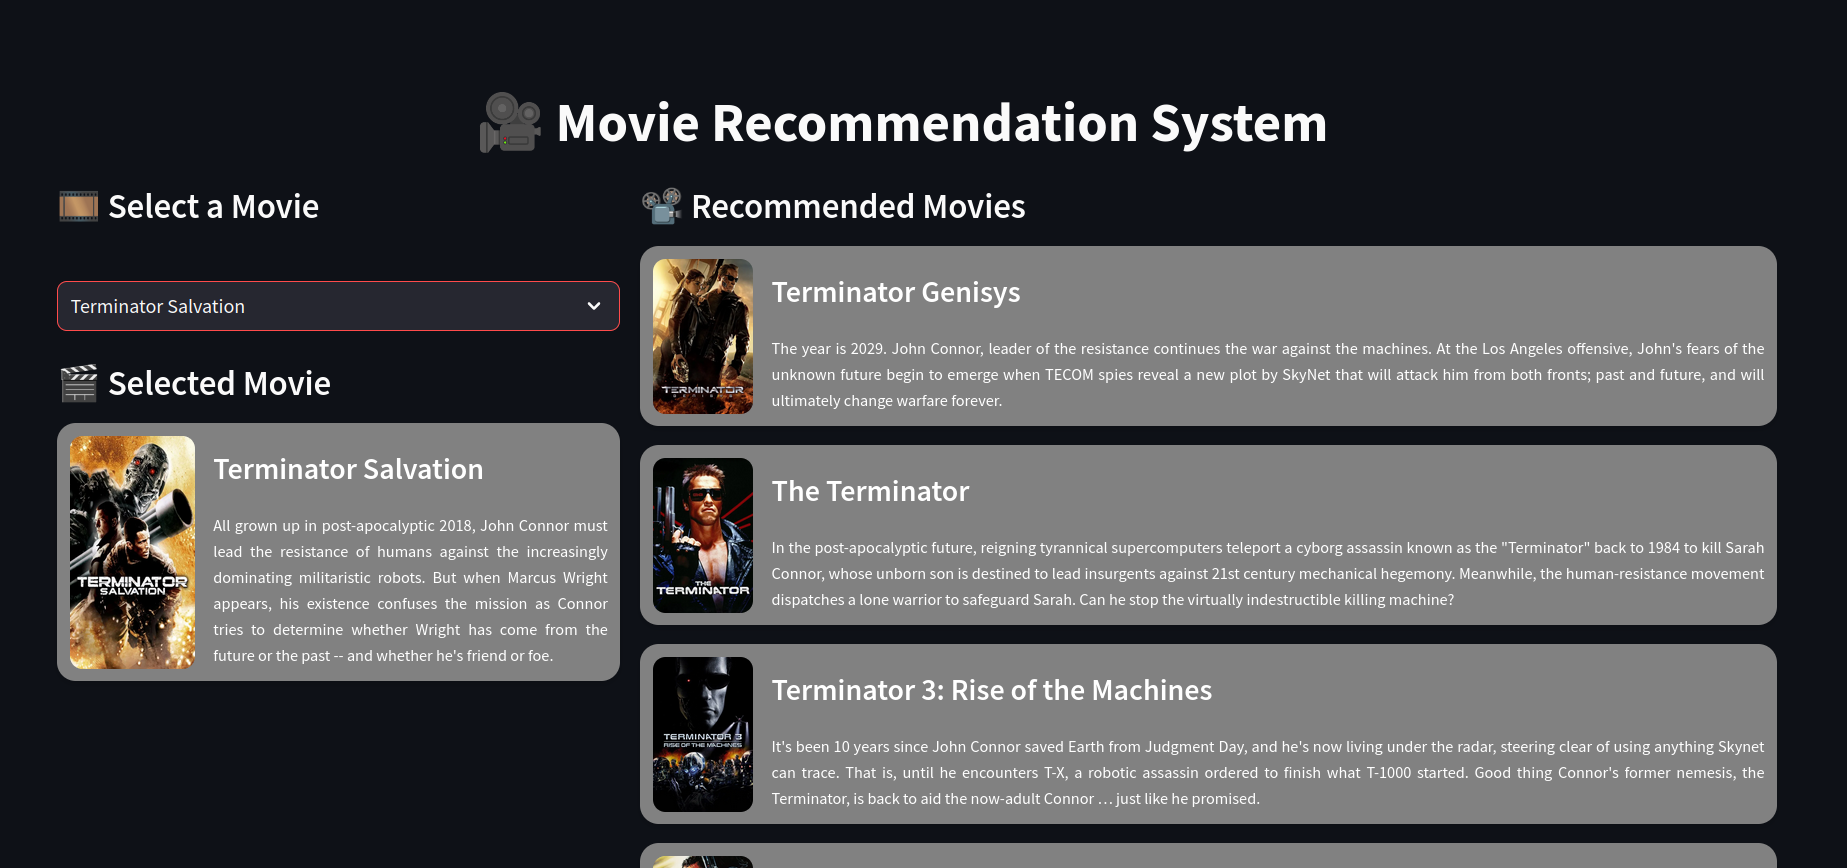 Movie Recommendation System
Select a Movie
Terminator Salvation
Selected Movie
TERMINATOR
SALVATION
Terminator Salvation
All grown up in post-apocalyptic 2018, John Connor must
lead the resistance of humans against the increasingly
dominating militaristic robots. But when Marcus Wright
appears, his existence confuses the mission as Connor
tries to determine whether Wright has come from the
future or the past -- and whether he's friend or foe.
Recommended Movies
TERMINATOR
GENISYS
Terminator Genisys
The year is 2029. John Connor, leader of the resistance continues the war against the machines. At the Los Angeles offensive, John's fears of the
unknown future begin to emerge when TECOM spies reveal a new plot by SkyNet that will attack him from both fronts; past and future, and will
ultimately change warfare forever.
THE
TERMINATOR
The Terminator
In the post-apocalyptic future, reigning tyrannical supercomputers teleport a cyborg assassin known as the "Terminator" back to 1984 to kill Sarah
Connor, whose unborn son is destined to lead insurgents against 21st century mechanical hegemony. Meanwhile, the human-resistance movement
dispatches a lone warrior to safeguard Sarah. Can he stop the virtually indestructible killing machine?
TERMINATOR 3
RISE OF THE MACHINES
Terminator 3: Rise of the Machines
It's been 10 years since John Connor saved Earth from Judgment Day, and he's now living under the radar, steering clear of using anything Skynet
can trace. That is, until he encounters T-X, a robotic assassin ordered to finish what T-1000 started. Good thing Connor's former nemesis, the
Terminator, is back to aid the now-adult Connor … just like he promised.